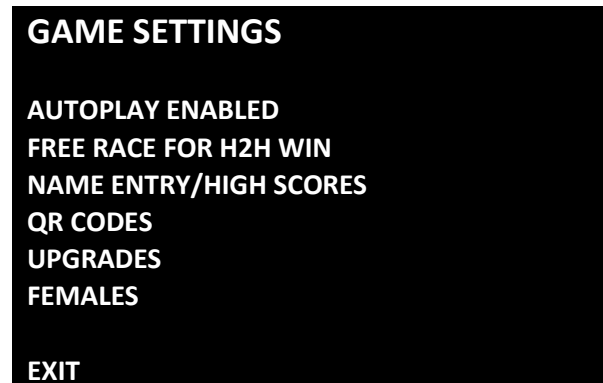 GAME SETTINGS
AUTOPLAY ENABLED
FREE RACE FOR H2H WIN
NAME ENTRY/HIGH SCORES
QR CODES
UPGRADES
FEMALES
EXIT